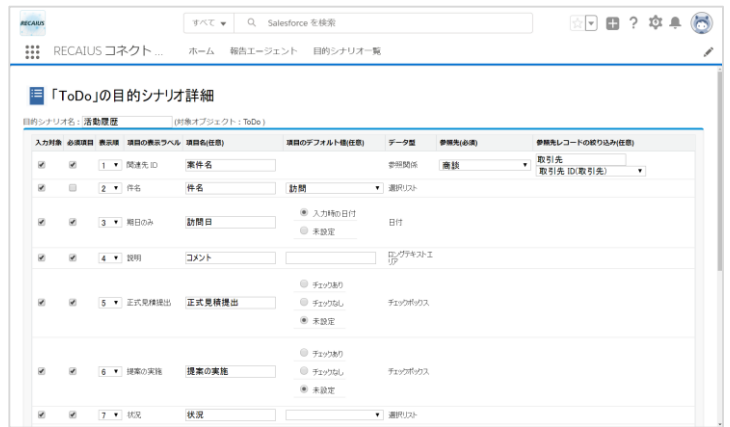 RECAIUS
すべて
Salesforce を検索
RECAIUS コネクト ... ホーム 報告エージェント 目的シナリオ一覧
「ToDo」の目的シナリオ詳細
目的シナリオ名 : 活動履歴 (対象オブジェクト : ToDo )
入力対象 必須項目 表示順 項目の表示ラベル 項目名(任意) 項目のデフォルト値(任意) データ型 参照先(必須) 参照先レコードの絞り込み(任意)
1 関連先 ID 案件名 参照関係 商談 取引先
取引先 ID(取引先)
2 件名 件名 訪問 選択リスト
3 期日のみ 訪問日 入力時の日付 日付
未設定
4 説明 コメント ロングテキストエリア
5 正式見積提出 正式見積提出 チェックあり チェックボックス
チェックなし
未設定
6 提案の実施 提案の実施 チェックあり チェックボックス
チェックなし
未設定
7 状況 状況 選択リスト